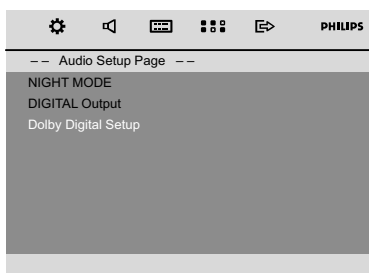 PHILIPS
–– Audio Setup Page ––
NIGHT MODE
DIGITAL Output
Dolby Digital Setup